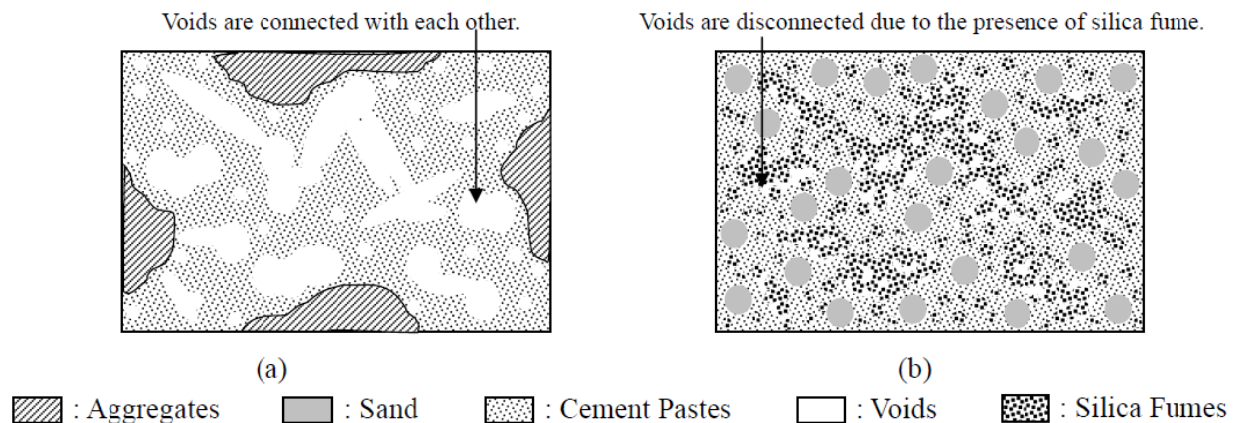 Voids are connected with each other.
Voids are disconnected due to the presence of silica fume.
(a)
(b)
: Aggregates : Sand : Cement Pastes : Voids : Silica Fumes